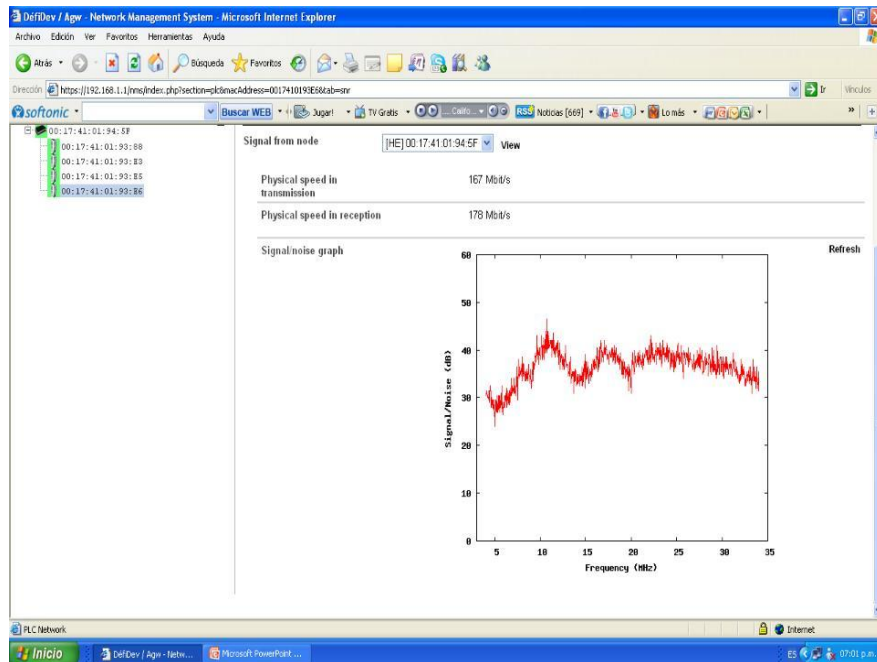 DéfiDev / Agw - Network Management System - Microsoft Internet Explorer
Archivo Edición Ver Favoritos Herramientas Ayuda
Atrás Búsqueda Favoritos
Dirección https://192.168.1.1/nms/index.php?section=plc&macAddress=0017410193E6&tab=snr Ir Vínculos
softonic Buscar WEB Jugar! TV Gratis ... Califo... RSS Noticias [669] Lo más »
00:17:41:01:94:5F
00:17:41:01:93:88
00:17:41:01:93:E3
00:17:41:01:93:E5
00:17:41:01:93:E6
Signal from node [HE] 00:17:41:01:94:5F View
Physical speed in transmission 167 Mbit/s
Physical speed in reception 178 Mbit/s
Signal/noise graph Refresh
60
50
40
30
20
10
0
Signal/Noise (dB)
5 10 15 20 25 30 35
Frequency (MHz)
PLC Network Internet
Inicio DéfiDev / Agw - Netw... Microsoft PowerPoint ... ES 07:01 p.m.